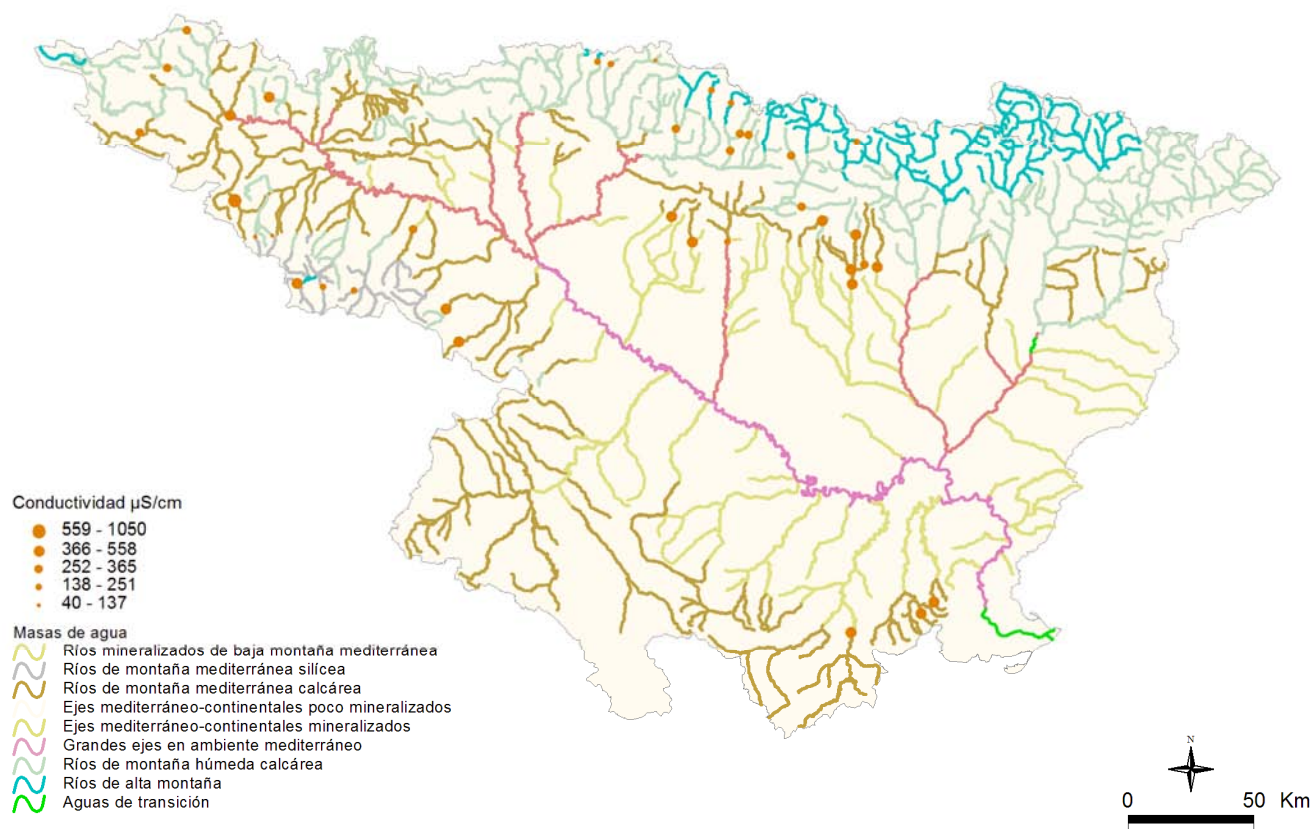 Conductividad µS/cm
559 - 1050
366 - 558
252 - 365
138 - 251
40 - 137
Masas de agua
Ríos mineralizados de baja montaña mediterránea
Ríos de montaña mediterránea silícea
Ríos de montaña mediterránea calcárea
Ejes mediterráneo-continentales poco mineralizados
Ejes mediterráneo-continentales mineralizados
Grandes ejes en ambiente mediterráneo
Ríos de montaña húmeda calcárea
Ríos de alta montaña
Aguas de transición
N
0 50 Km